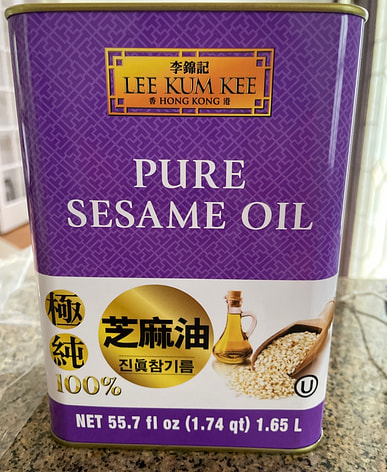 李錦記
LEE KUM KEE
香 HONG KONG 港
PURE
SESAME OIL
極
純
100%
芝麻油
진眞참기름
U
NET 55.7 fl oz (1.74 qt) 1.65 L